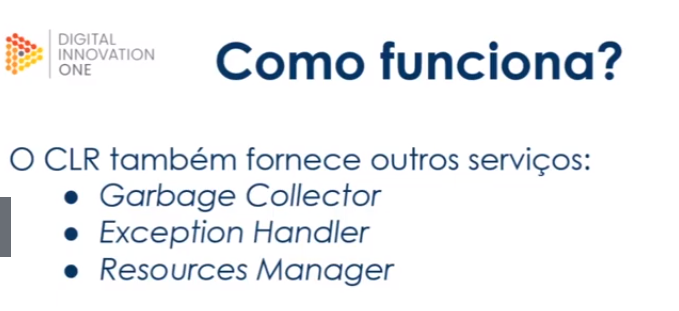 DIGITAL
INNOVATION
ONE
Como funciona?
O CLR também fornece outros serviços:
● Garbage Collector
● Exception Handler
● Resources Manager